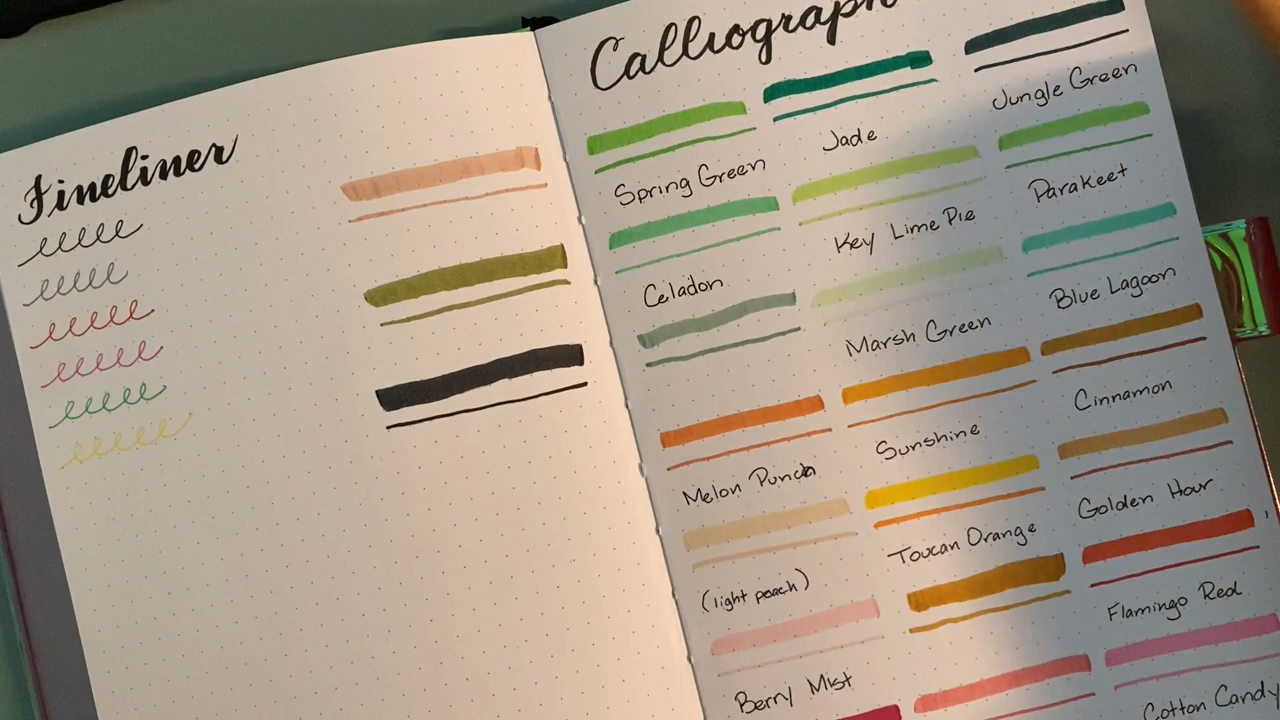 Fineliner
Calligraph
Jungle Green
Jade
Spring Green
Parakeet
Key Lime Pie
Celadon
Blue Lagoon
Marsh Green
Cinnamon
Sunshine
Melon Punch
Golden Hour
Toucan Orange
(light peach)
Flamingo Red
Berry Mist
Cotton Candy